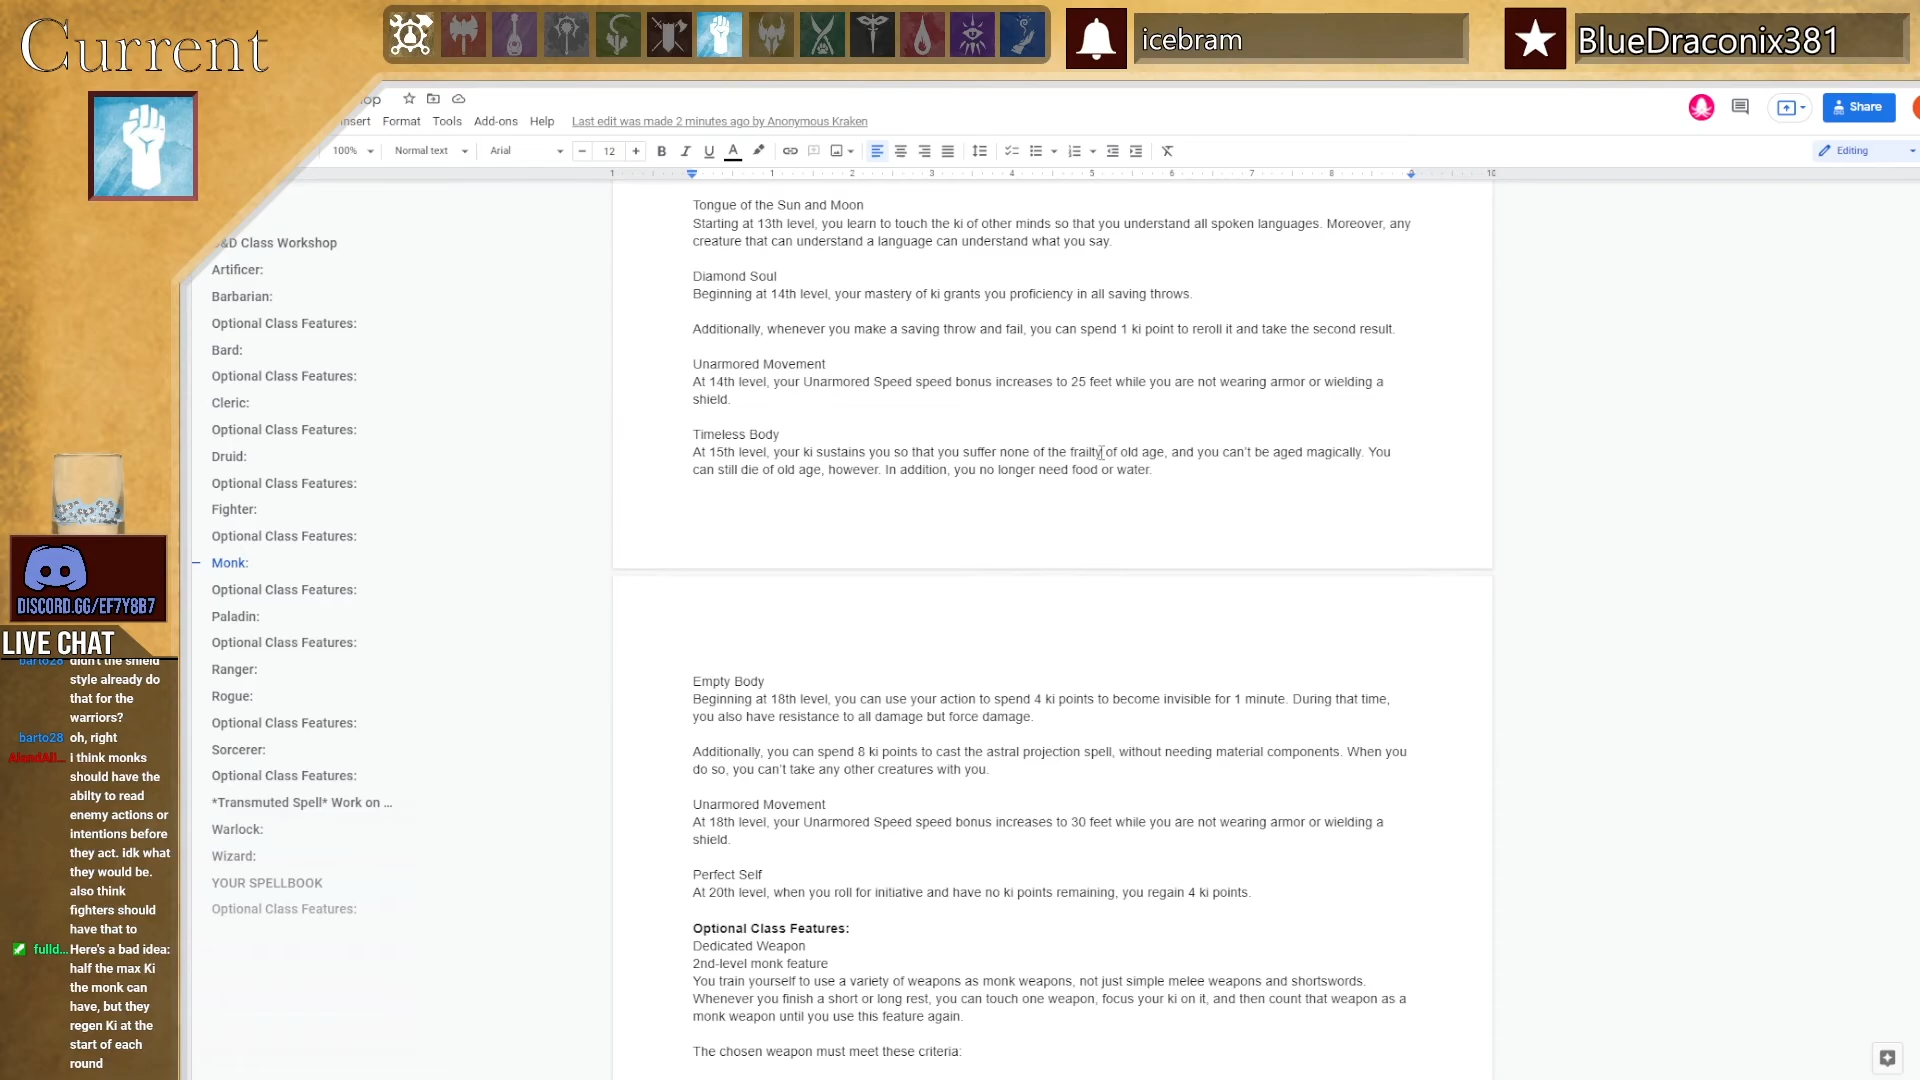 Current
icebram
BlueDraconix381
op
nsert Format Tools Add-ons Help Last edit was made 2 minutes ago by Anonymous Kraken
Share
100% Normal text Arial 12 B I U A
Editing
1 1 2 3 4 5 6 7 8 9 10
&D Class Workshop
Artificer:
Barbarian:
Optional Class Features:
Bard:
Optional Class Features:
Cleric:
Optional Class Features:
Druid:
Optional Class Features:
Fighter:
Optional Class Features:
Monk:
Optional Class Features:
Paladin:
Optional Class Features:
Ranger:
Rogue:
Optional Class Features:
Sorcerer:
Optional Class Features:
*Transmuted Spell* Work on ...
Warlock:
Wizard:
YOUR SPELLBOOK
Optional Class Features:
Tongue of the Sun and Moon
Starting at 13th level, you learn to touch the ki of other minds so that you understand all spoken languages. Moreover, any
creature that can understand a language can understand what you say.
Diamond Soul
Beginning at 14th level, your mastery of ki grants you proficiency in all saving throws.
Additionally, whenever you make a saving throw and fail, you can spend 1 ki point to reroll it and take the second result.
Unarmored Movement
At 14th level, your Unarmored Speed speed bonus increases to 25 feet while you are not wearing armor or wielding a
shield.
Timeless Body
At 15th level, your ki sustains you so that you suffer none of the frailty of old age, and you can't be aged magically. You
can still die of old age, however. In addition, you no longer need food or water.
Empty Body
Beginning at 18th level, you can use your action to spend 4 ki points to become invisible for 1 minute. During that time,
you also have resistance to all damage but force damage.
Additionally, you can spend 8 ki points to cast the astral projection spell, without needing material components. When you
do so, you can't take any other creatures with you.
Unarmored Movement
At 18th level, your Unarmored Speed speed bonus increases to 30 feet while you are not wearing armor or wielding a
shield.
Perfect Self
At 20th level, when you roll for initiative and have no ki points remaining, you regain 4 ki points.
Optional Class Features:
Dedicated Weapon
2nd-level monk feature
You train yourself to use a variety of weapons as monk weapons, not just simple melee weapons and shortswords.
Whenever you finish a short or long rest, you can touch one weapon, focus your ki on it, and then count that weapon as a
monk weapon until you use this feature again.
The chosen weapon must meet these criteria:
DISCORD.GG/EF7Y8B7
LIVE CHAT
barto28 didn't the shield
style already do
that for the
warriors?
barto28 oh, right
i think monks
should have the
abilty to read
enemy actions or
intentions before
they act. idk what
they would be.
also think
fighters should
have that to
fulld... Here's a bad idea:
half the max Ki
the monk can
have, but they
regen Ki at the
start of each
round